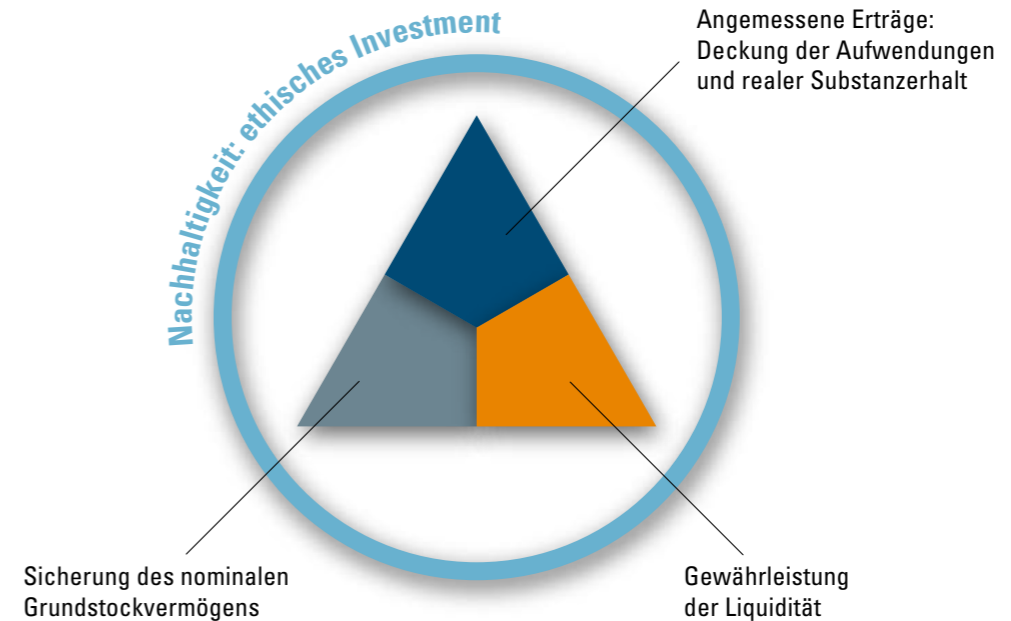 Nachhaltigkeit: ethisches Investment
Angemessene Erträge:
Deckung der Aufwendungen
und realer Substanzerhalt
Sicherung des nominalen
Grundstockvermögens
Gewährleistung
der Liquidität